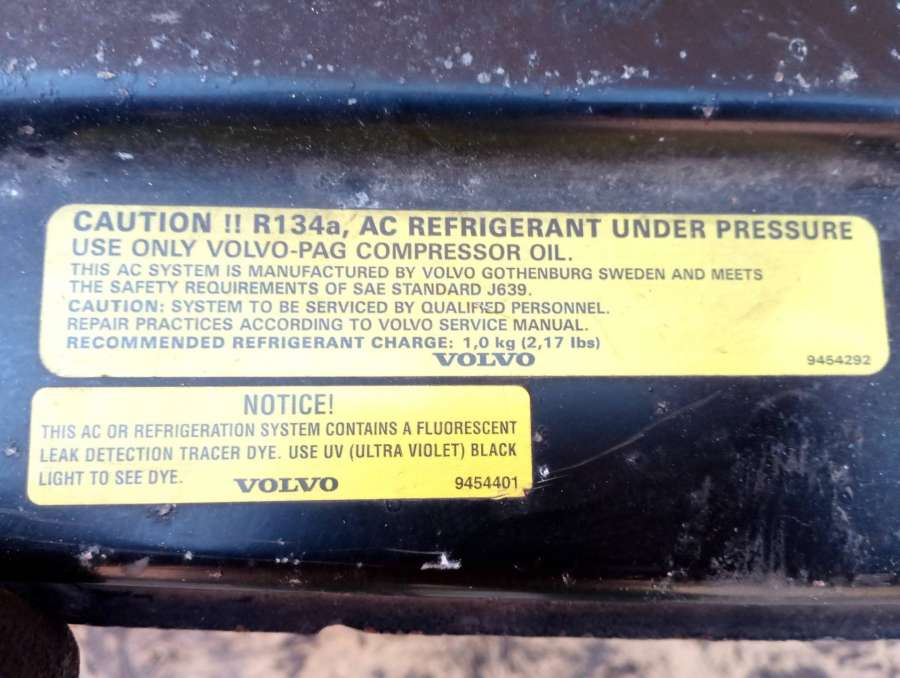 CAUTION !! R134a, AC REFRIGERANT UNDER PRESSURE
USE ONLY VOLVO-PAG COMPRESSOR OIL.
THIS AC SYSTEM IS MANUFACTURED BY VOLVO GOTHENBURG SWEDEN AND MEETS
THE SAFETY REQUIREMENTS OF SAE STANDARD J639.
CAUTION: SYSTEM TO BE SERVICED BY QUALIFIED PERSONNEL.
REPAIR PRACTICES ACCORDING TO VOLVO SERVICE MANUAL.
RECOMMENDED REFRIGERANT CHARGE: 1,0 kg (2,17 lbs)
VOLVO 9454292
NOTICE!
THIS AC OR REFRIGERATION SYSTEM CONTAINS A FLUORESCENT
LEAK DETECTION TRACER DYE. USE UV (ULTRA VIOLET) BLACK
LIGHT TO SEE DYE. VOLVO 9454401